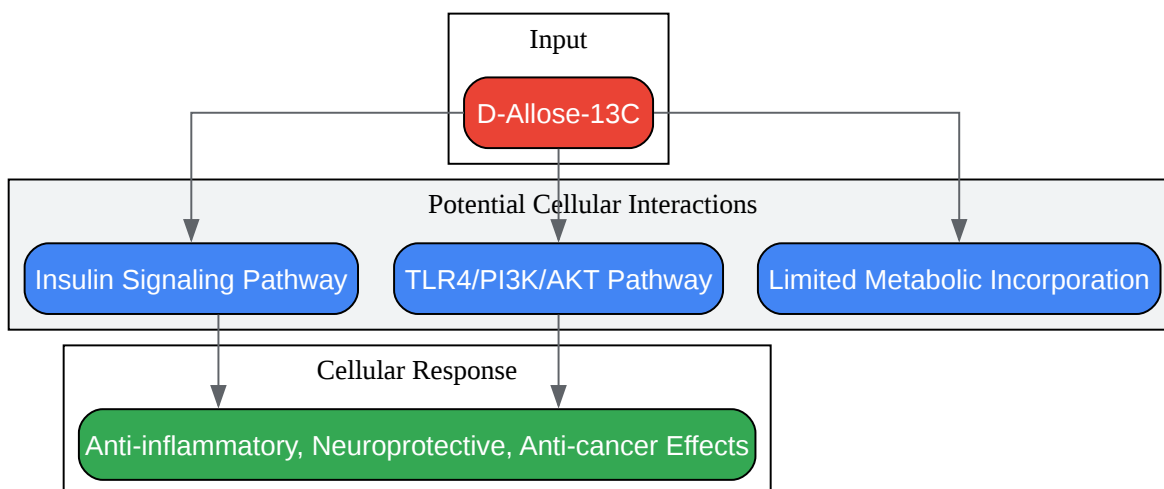 Input
D-Allose-13C
Potential Cellular Interactions
Insulin Signaling Pathway
TLR4/PI3K/AKT Pathway
Limited Metabolic Incorporation
Cellular Response
Anti-inflammatory, Neuroprotective, Anti-cancer Effects